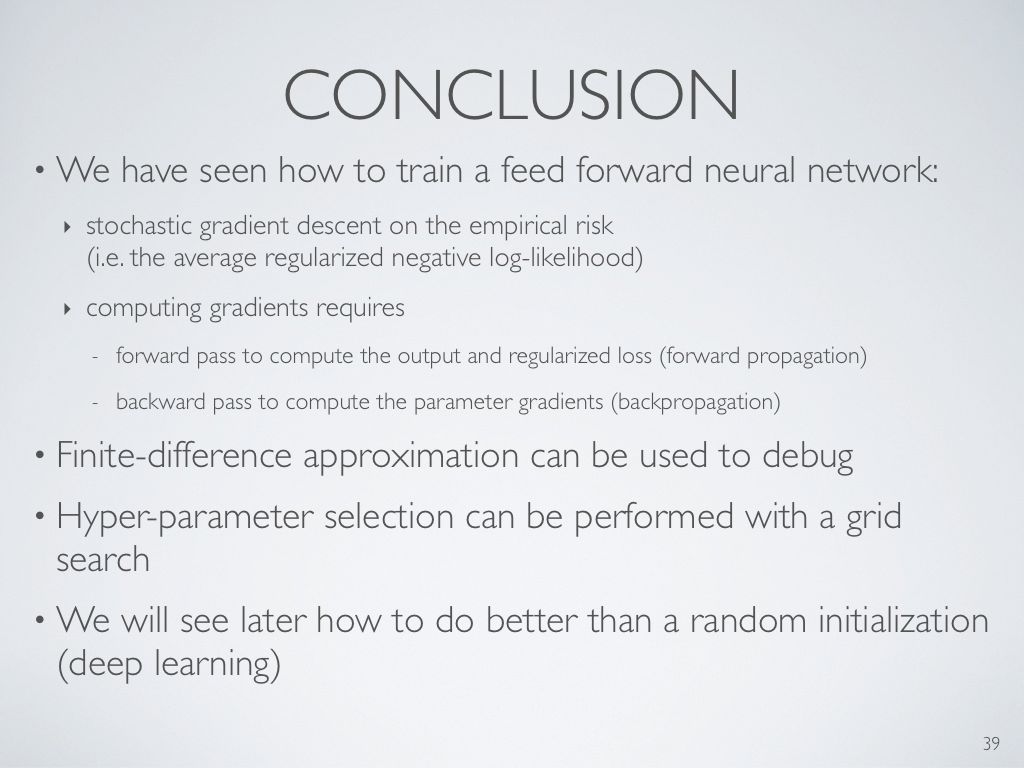 CONCLUSION
• We have seen how to train a feed forward neural network:
‣ stochastic gradient descent on the empirical risk
(i.e. the average regularized negative log-likelihood)
‣ computing gradients requires
- forward pass to compute the output and regularized loss (forward propagation)
- backward pass to compute the parameter gradients (backpropagation)
• Finite-difference approximation can be used to debug
• Hyper-parameter selection can be performed with a grid
search
• We will see later how to do better than a random initialization
(deep learning)
39